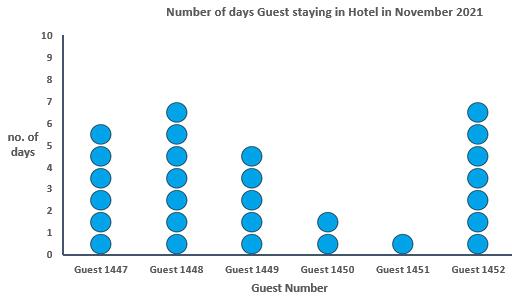 Number of days Guest staying in Hotel in November 2021
10
9
8
7
6
5
4
3
2
1
0
no. of
days
Guest 1447 Guest 1448 Guest 1449 Guest 1450 Guest 1451 Guest 1452
Guest Number